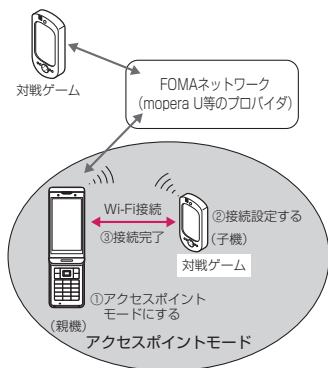 対戦ゲーム
FOMAネットワーク
（mopera U等のプロバイダ）
Wi-Fi接続
③接続完了
②接続設定する
（子機）
対戦ゲーム
①アクセスポイント
モードにする
（親機）
アクセスポイントモード